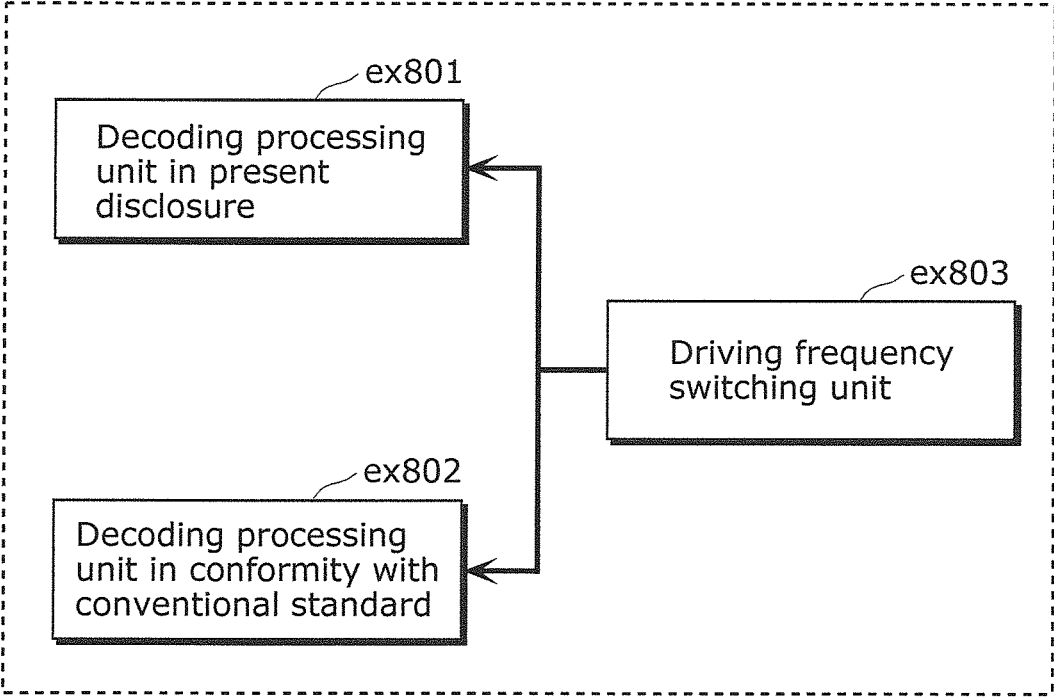 ex801
Decoding processing
unit in present
disclosure
ex803
Driving frequency
switching unit
ex802
Decoding processing
unit in conformity with
conventional standard